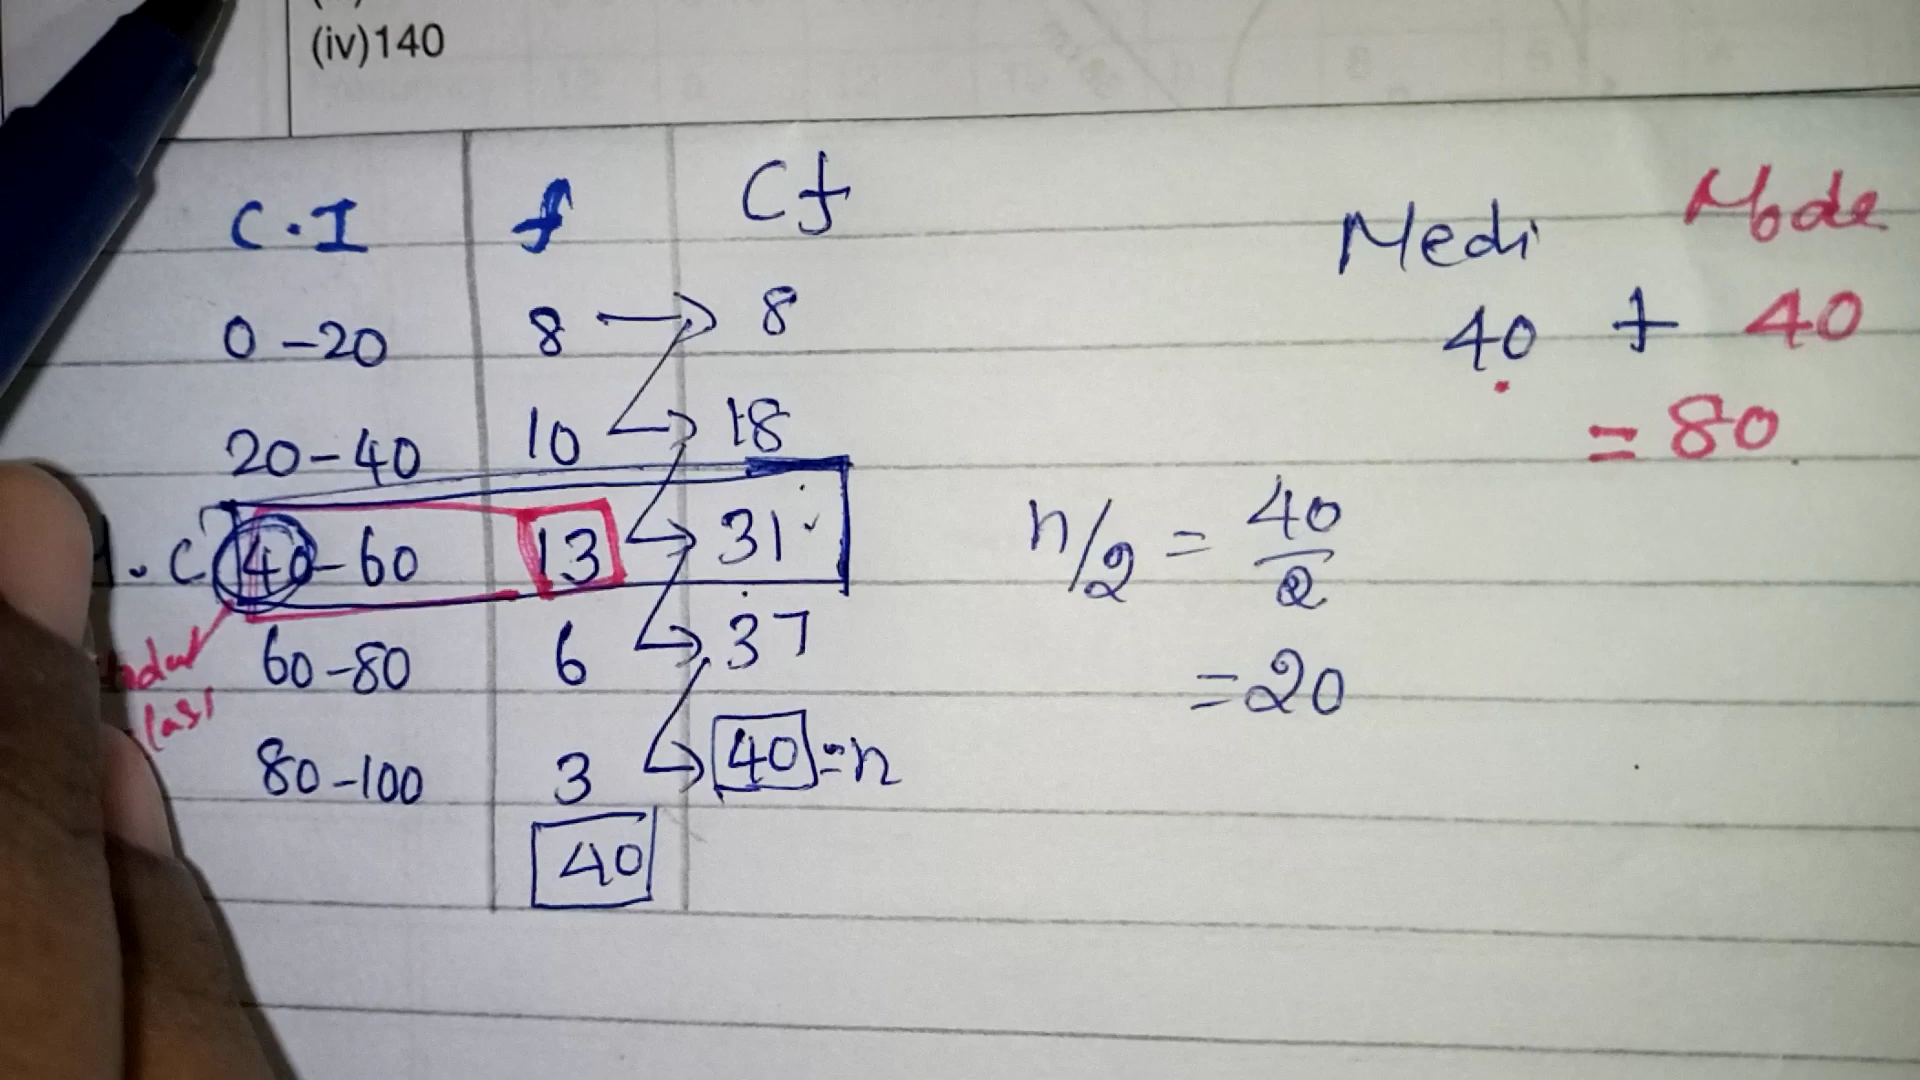 (iv)140
C.I f Cf
Medi Mode
0-20 8 8
40 + 40
= 80
20-40 10 18
.C 40-60 13 31
n/2 = 40/2
= 20
60-80 6 37
80-100 3 40=n
40